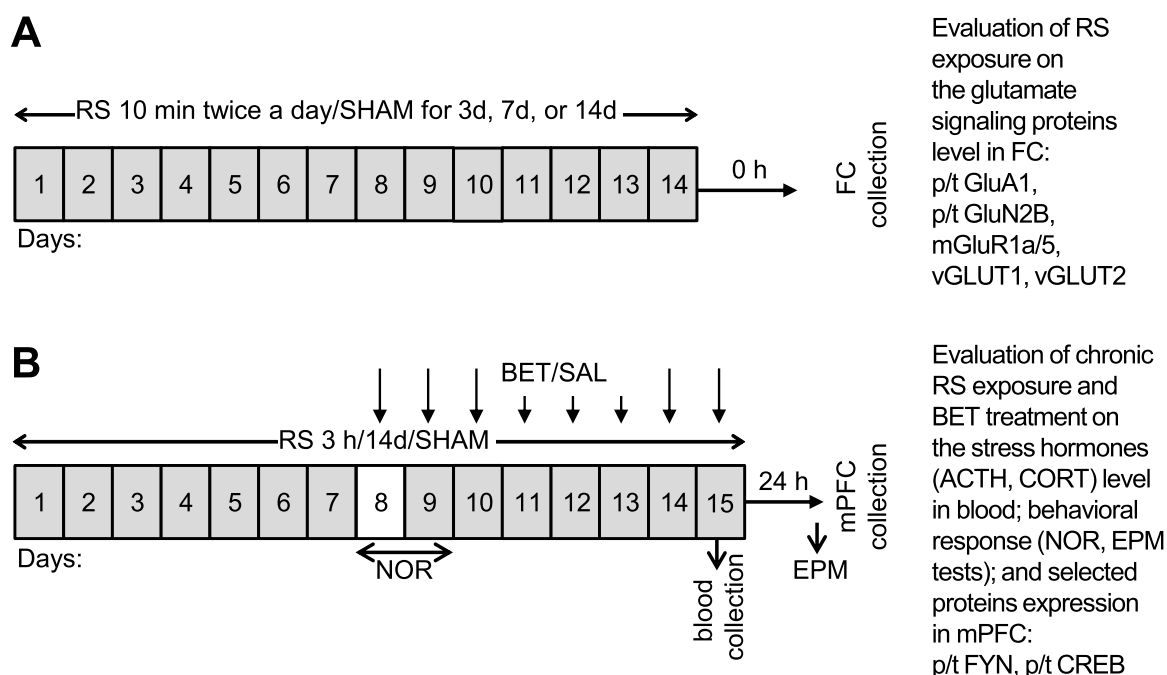 A
RS 10 min twice a day/SHAM for 3d, 7d, or 14d
1 2 3 4 5 6 7 8 9 10 11 12 13 14
0 h
FC
collection
Days:
Evaluation of RS
exposure on
the glutamate
signaling proteins
level in FC:
p/t GluA1,
p/t GluN2B,
mGluR1a/5,
vGLUT1, vGLUT2
B
BET/SAL
RS 3 h/14d/SHAM
1 2 3 4 5 6 7 8 9 10 11 12 13 14 15
24 h
mPFC
collection
Days:
NOR
blood
collection
EPM
Evaluation of chronic
RS exposure and
BET treatment on
the stress hormones
(ACTH, CORT) level
in blood; behavioral
response (NOR, EPM
tests); and selected
proteins expression
in mPFC:
p/t FYN, p/t CREB